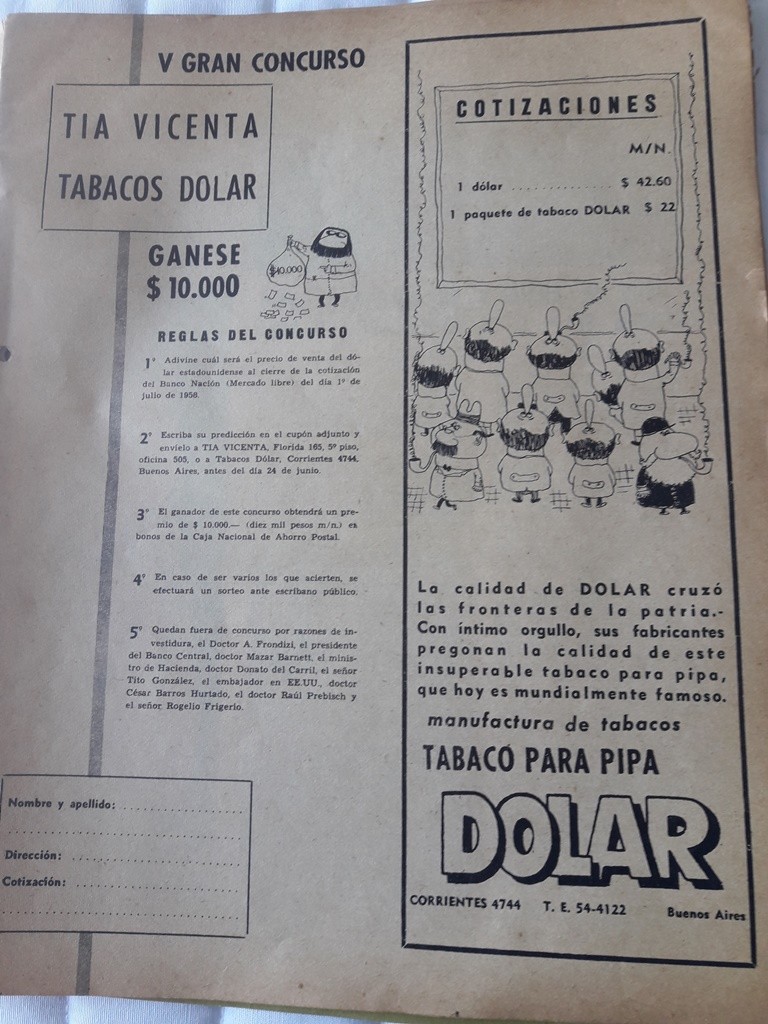 V GRAN CONCURSO
TIA VICENTA
TABACOS DOLAR
GANESE
$ 10.000
$10.000
REGLAS DEL CONCURSO
1º Adivine cuál será el precio de venta del dó-
lar estadounidense al cierre de la cotización
del Banco Nación (Mercado libre) del día 1º de
julio de 1958.
2º Escriba su predicción en el cupón adjunto y
envíelo a TIA VICENTA, Florida 165, 5º piso,
oficina 505, o a Tabacos Dólar, Corrientes 4744,
Buenos Aires, antes del día 24 de junio.
3º El ganador de este concurso obtendrá un pre-
mio de $ 10.000.— (diez mil pesos m/n.) en
bonos de la Caja Nacional de Ahorro Postal.
4º En caso de ser varios los que acierten, se
efectuará un sorteo ante escribano público.
5º Quedan fuera de concurso por razones de in-
vestidura, el Doctor A. Frondizi, el presidente
del Banco Central, doctor Mazar Barnett, el minis-
tro de Hacienda, doctor Donato del Carril, el señor
Tito González, el embajador en EE.UU., doctor
César Barros Hurtado, el doctor Raúl Prebisch y
el señor Rogelio Frigerio.
Nombre y apellido:
Dirección:
Cotización:
COTIZACIONES
M/N.
1 dólar ............. $ 42.60
1 paquete de tabaco DOLAR $ 22
La calidad de DOLAR cruzó
las fronteras de la patria.-
Con íntimo orgullo, sus fabricantes
pregonan la calidad de este
insuperable tabaco para pipa,
que hoy es mundialmente famoso.
manufactura de tabacos
TABACO PARA PIPA
DOLAR
CORRIENTES 4744 T. E. 54-4122 Buenos Aires